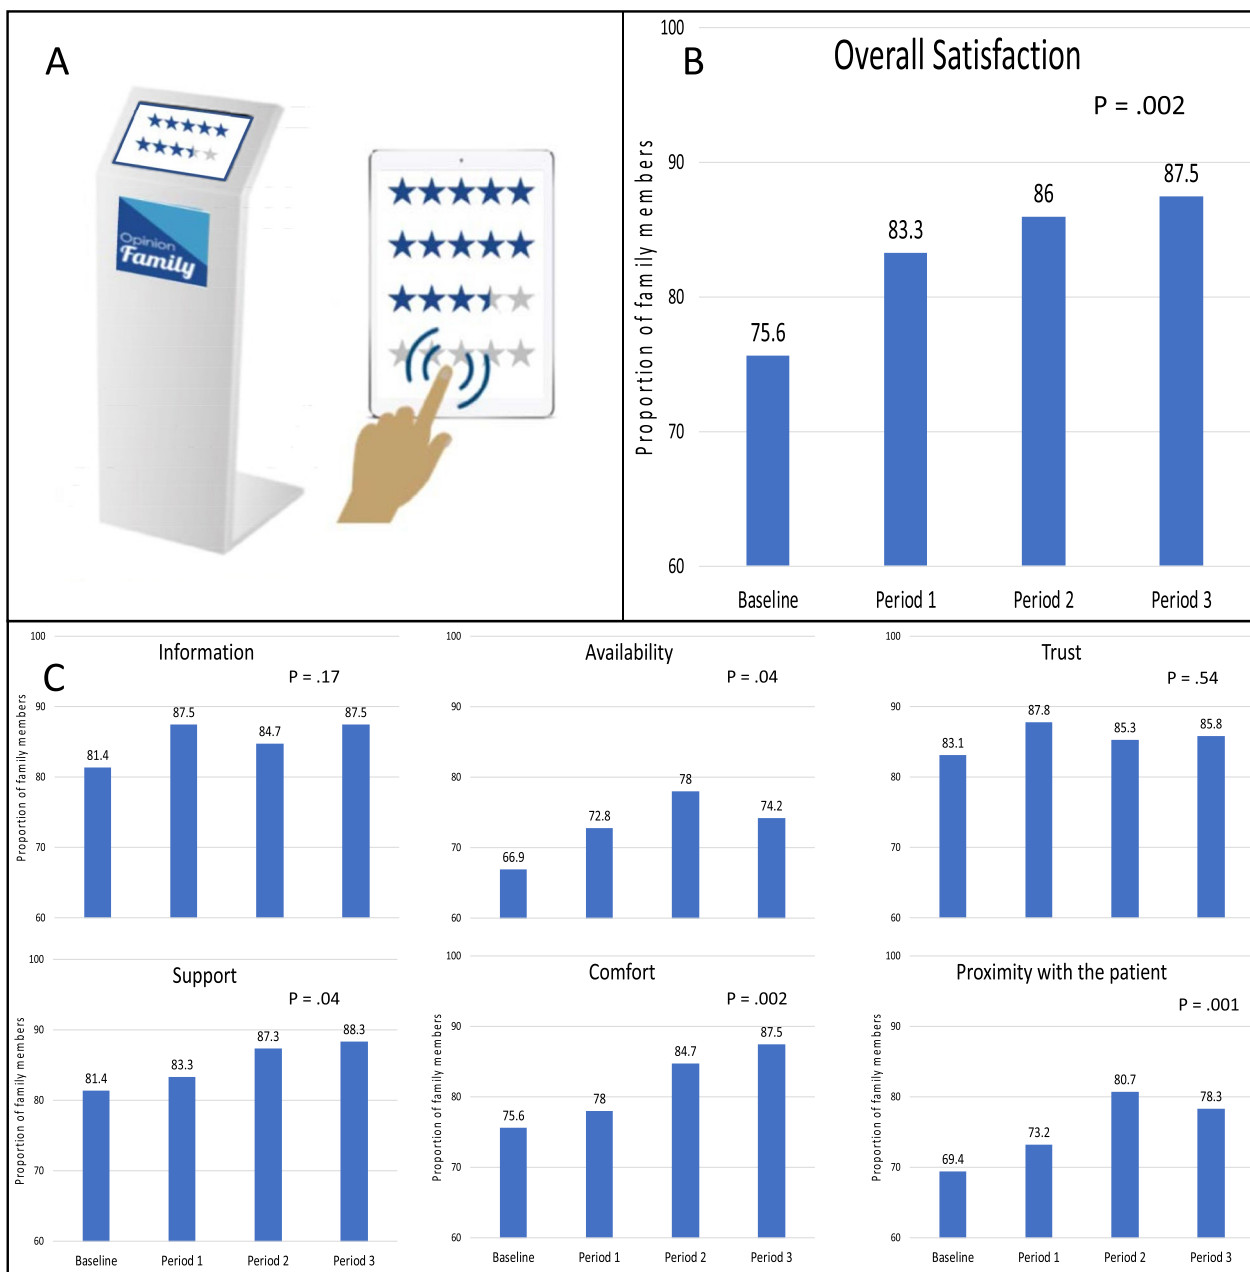 A
Opinion
Family
B
Overall Satisfaction
P = .002
Proportion of family members
100
90
80
70
60
75.6
83.3
86
87.5
Baseline
Period 1
Period 2
Period 3
C
Information
P = .17
Proportion of family members
100
90
80
70
60
81.4
87.5
84.7
87.5
Availability
P = .04
100
90
80
70
60
66.9
72.8
78
74.2
Trust
P = .54
100
90
80
70
60
83.1
87.8
85.3
85.8
Support
P = .04
Proportion of family members
100
90
80
70
60
81.4
83.3
87.3
88.3
Baseline
Period 1
Period 2
Period 3
Comfort
P = .002
100
90
80
70
60
75.6
78
84.7
87.5
Baseline
Period 1
Period 2
Period 3
Proximity with the patient
P = .001
Proportion of family members
100
90
80
70
60
69.4
73.2
80.7
78.3
Baseline
Period 1
Period 2
Period 3